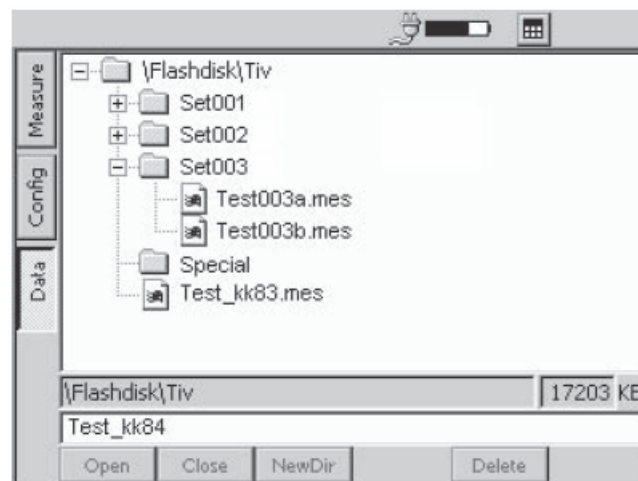 Measure
Config
Data
\Flashdisk\Tiv
Set001
Set002
Set003
Test003a.mes
Test003b.mes
Special
Test_kk83.mes
\Flashdisk\Tiv 17203 KB
Test_kk84
Open Close NewDir Delete